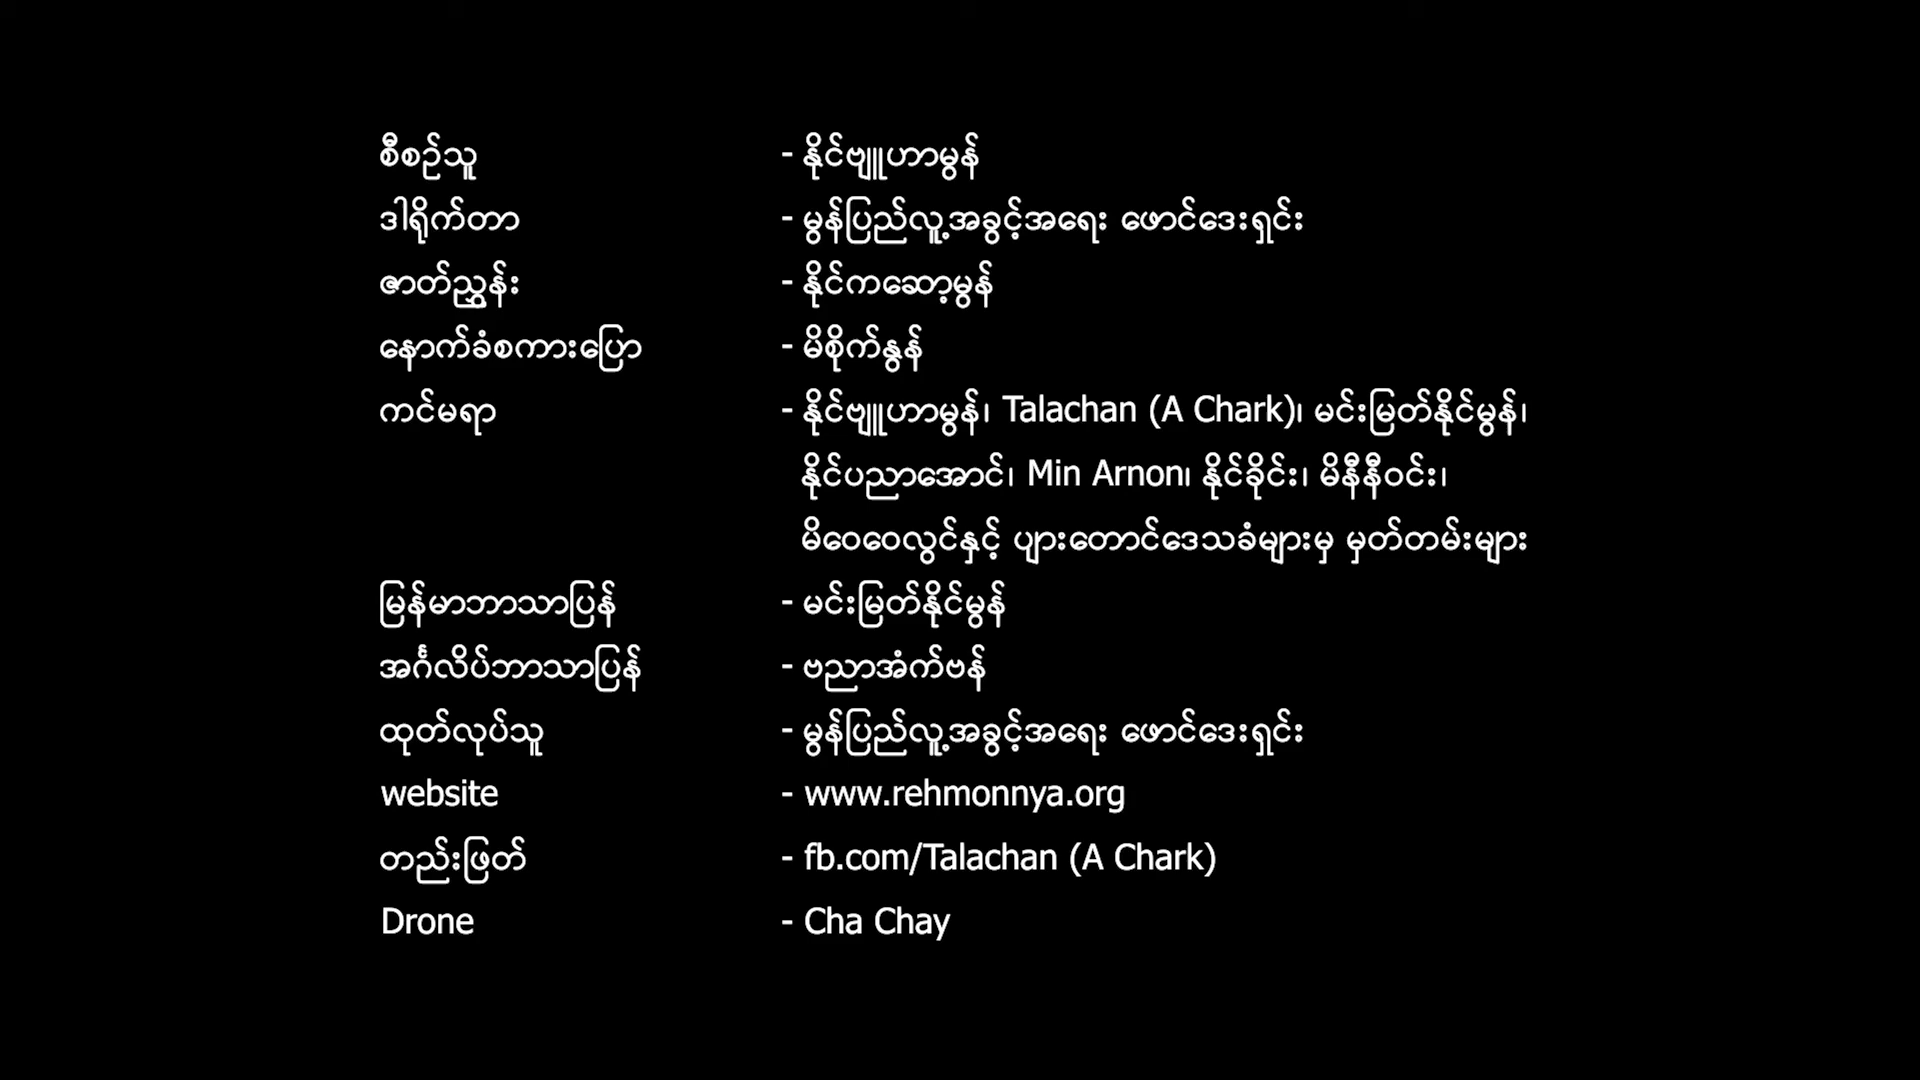 စီစဉ်သူ - နိုင်ဗျူဟာမွန်
ဒါရိုက်တာ - မွန်ပြည်လူ့အခွင့်အရေး ဖောင်ဒေးရှင်း
ဇာတ်ညွှန်း - နိုင်ကဆော့မွန်
နောက်ခံစကားပြော - မိစိုက်နွန်
ကင်မရာ - နိုင်ဗျူဟာမွန်၊ Talachan (A Chark)၊ မင်းမြတ်နိုင်မွန်၊
နိုင်ပညာအောင်၊ Min Arnon၊ နိုင်ခိုင်း၊ မိနီနီဝင်း၊
မိဝေဝေလွင်နှင့် ပျားတောင်ဒေသခံများမှ မှတ်တမ်းများ
မြန်မာဘာသာပြန် - မင်းမြတ်နိုင်မွန်
အင်္ဂလိပ်ဘာသာပြန် - ဗညာအံက်ဗန်
ထုတ်လုပ်သူ - မွန်ပြည်လူ့အခွင့်အရေး ဖောင်ဒေးရှင်း
website - www.rehmonnya.org
တည်းဖြတ် - fb.com/Talachan (A Chark)
Drone - Cha Chay